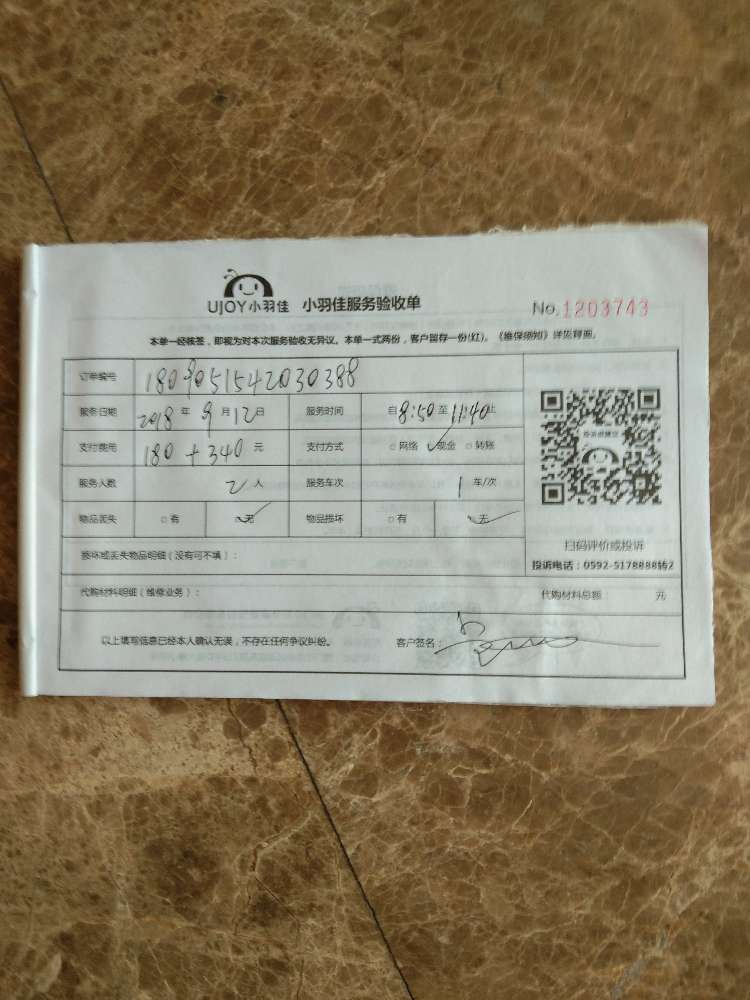 UJOY小羽佳 小羽佳服务验收单 No.1203743
本单一经核签，即视为对本次服务验收无异议。本单一式两份，客户留存一份(红)。《维保须知》详见背面。
订单编号 1809051542030388
服务日期 2018年9月12日 服务时间 自8:50至11:40止
支付费用 180+340元 支付方式 □网络 □现金 □转账
服务人数 2人 服务车次 1车/次
物品丢失 □有 □无 物品损坏 □有 □无
扫码评价或投诉
投诉电话：0592-5178888转2
损坏或丢失物品明细（没有可不填）：
代购材料明细（维修业务）： 代购材料总额 元
以上填写信息已经本人确认无误，不存在任何争议纠纷。 客户签名：